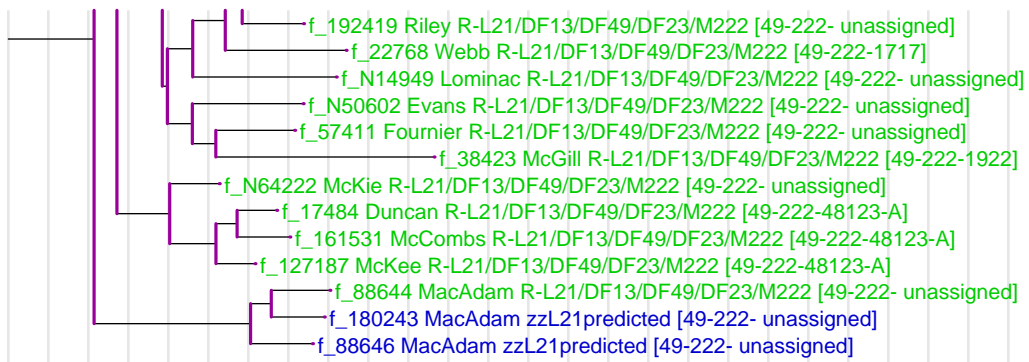 f_192419 Riley R-L21/DF13/DF49/DF23/M222 [49-222- unassigned]
f_22768 Webb R-L21/DF13/DF49/DF23/M222 [49-222-1717]
f_N14949 Lominac R-L21/DF13/DF49/DF23/M222 [49-222- unassigned]
f_N50602 Evans R-L21/DF13/DF49/DF23/M222 [49-222- unassigned]
f_57411 Fournier R-L21/DF13/DF49/DF23/M222 [49-222- unassigned]
f_38423 McGill R-L21/DF13/DF49/DF23/M222 [49-222-1922]
f_N64222 McKie R-L21/DF13/DF49/DF23/M222 [49-222- unassigned]
f_17484 Duncan R-L21/DF13/DF49/DF23/M222 [49-222-48123-A]
f_161531 McCombs R-L21/DF13/DF49/DF23/M222 [49-222-48123-A]
f_127187 McKee R-L21/DF13/DF49/DF23/M222 [49-222-48123-A]
f_88644 MacAdam R-L21/DF13/DF49/DF23/M222 [49-222- unassigned]
f_180243 MacAdam zzL21predicted [49-222- unassigned]
f_88646 MacAdam zzL21predicted [49-222- unassigned]